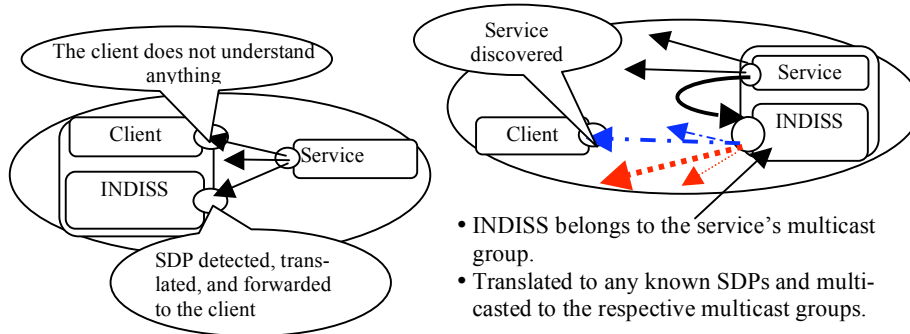 The client does not understand
anything
Client
Service
INDISS
SDP detected, trans-
lated, and forwarded
to the client
Service
discovered
Service
Client
INDISS
• INDISS belongs to the service's multicast
group.
• Translated to any known SDPs and multi-
casted to the respective multicast groups.